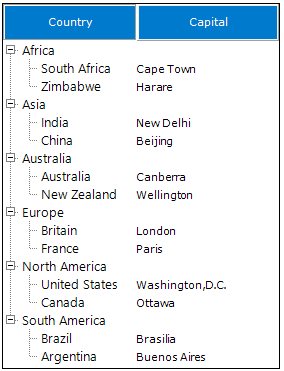 Country Capital
Africa
South Africa Cape Town
Zimbabwe Harare
Asia
India New Delhi
China Beijing
Australia
Australia Canberra
New Zealand Wellington
Europe
Britain London
France Paris
North America
United States Washington,D.C.
Canada Ottawa
South America
Brazil Brasilia
Argentina Buenos Aires